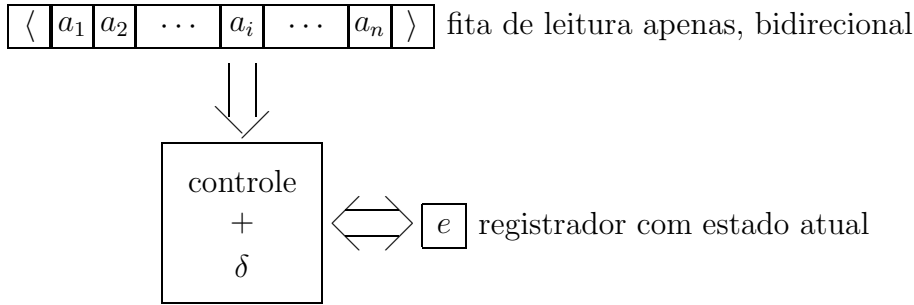 ⟨ a₁ a₂ ⋯ aᵢ ⋯ aₙ ⟩ fita de leitura apenas, bidirecional
controle
+
δ
e registrador com estado atual